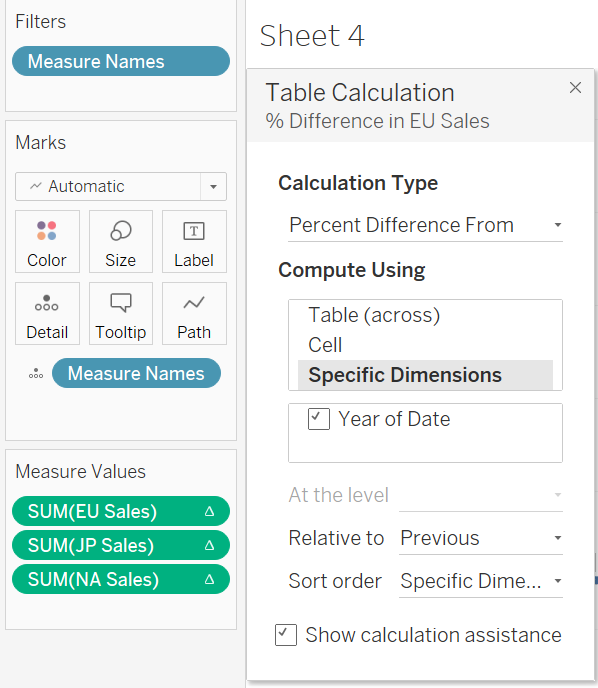 Filters
Measure Names
Marks
Automatic
Color
Size
T
Label
Detail
Tooltip
Path
Measure Names
Measure Values
SUM(EU Sales) Δ
SUM(JP Sales) Δ
SUM(NA Sales) Δ
Sheet 4
Table Calculation
% Difference in EU Sales
Calculation Type
Percent Difference From
Compute Using
Table (across)
Cell
Specific Dimensions
Year of Date
At the level
Relative to Previous
Sort order Specific Dime...
Show calculation assistance